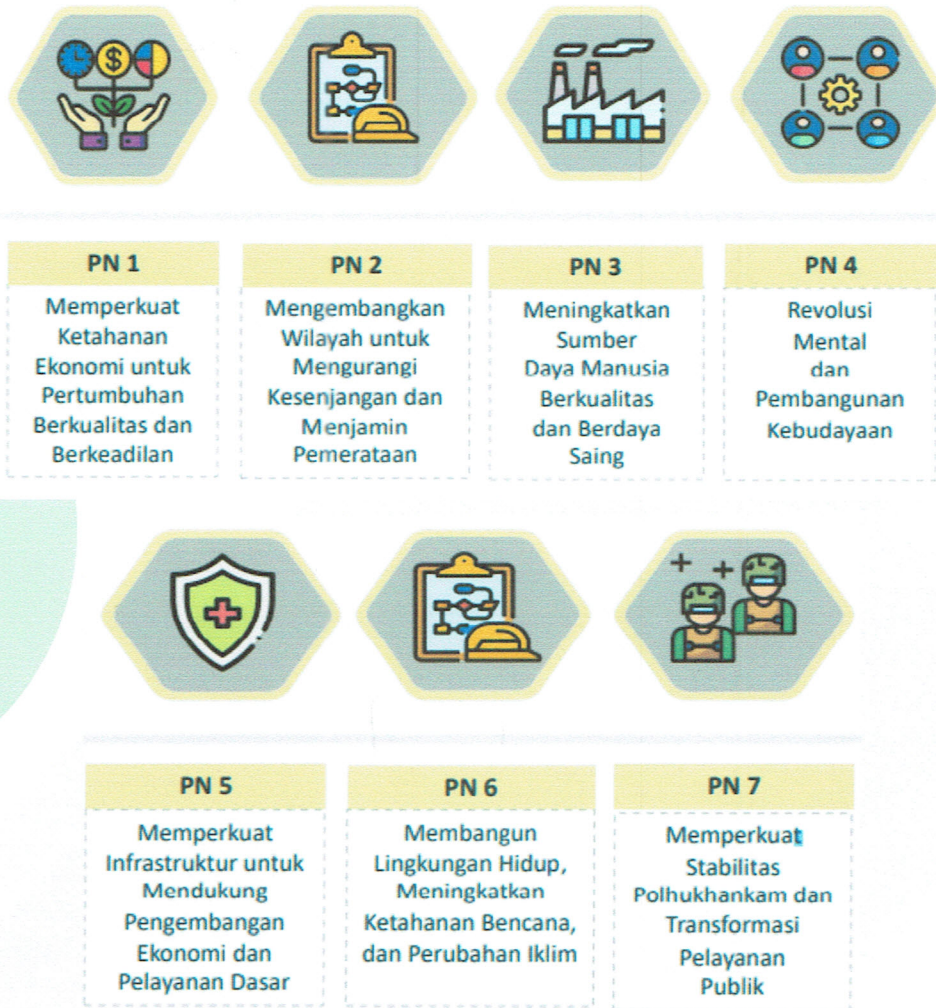 PN 1
Memperkuat
Ketahanan
Ekonomi untuk
Pertumbuhan
Berkualitas dan
Berkeadilan
PN 2
Mengembangkan
Wilayah untuk
Mengurangi
Kesenjangan dan
Menjamin
Pemerataan
PN 3
Meningkatkan
Sumber
Daya Manusia
Berkualitas
dan Berdaya
Saing
PN 4
Revolusi
Mental
dan
Pembangunan
Kebudayaan
PN 5
Memperkuat
Infrastruktur untuk
Mendukung
Pengembangan
Ekonomi dan
Pelayanan Dasar
PN 6
Membangun
Lingkungan Hidup,
Meningkatkan
Ketahanan Bencana,
dan Perubahan Iklim
PN 7
Memperkuat
Stabilitas
Polhukhankam dan
Transformasi
Pelayanan
Publik